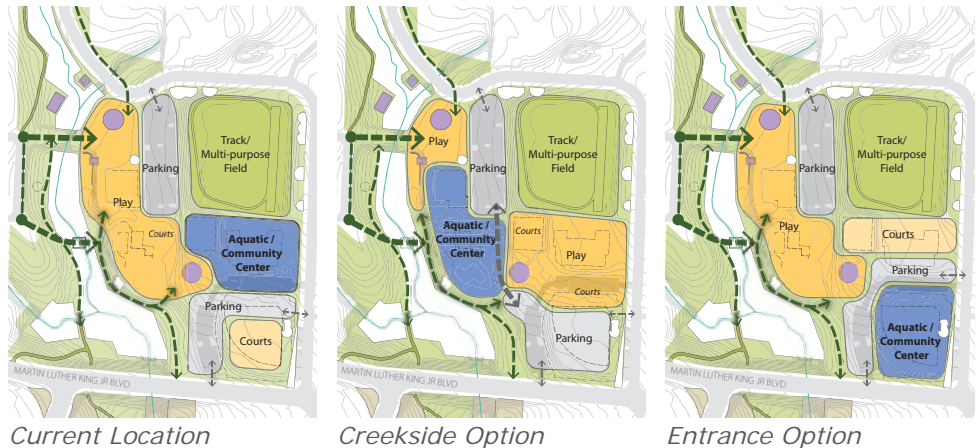 Track/
Multi-purpose
Field
Parking
Play
Courts
Aquatic /
Community
Center
Parking
Courts
MARTIN LUTHER KING JR BLVD
Current Location
Play
Track/
Multi-purpose
Field
Parking
Aquatic /
Community
Center
Courts
Play
Courts
Parking
MARTIN LUTHER KING JR BLVD
Creekside Option
Track/
Multi-purpose
Field
Parking
Play
Courts
Parking
Aquatic /
Community
Center
MARTIN LUTHER KING JR BLVD
Entrance Option